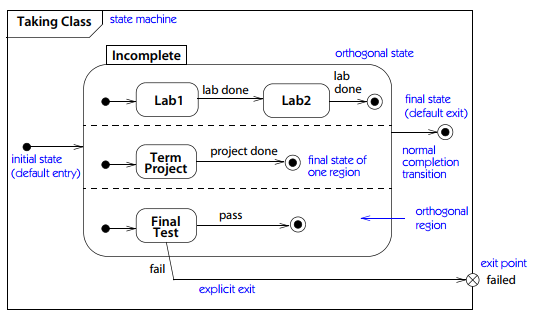 Taking Class
state machine
Incomplete
orthogonal state
Lab1
lab done
Lab2
lab
done
final state
(default exit)
initial state
(default entry)
Term
Project
project done
final state of
one region
normal
completion
transition
Final
Test
pass
orthogonal
region
fail
explicit exit
exit point
failed